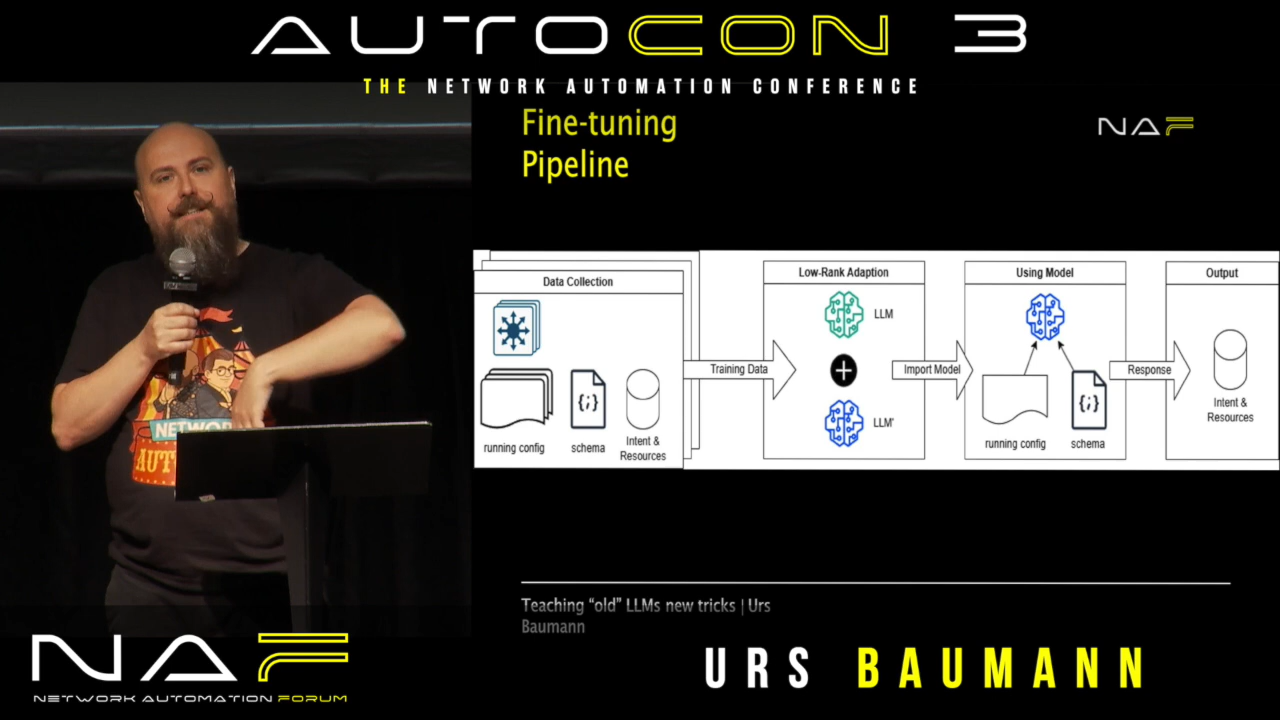 AUTOCON 3
THE NETWORK AUTOMATION CONFERENCE
Fine-tuning
Pipeline
NAF
Data Collection
running config
schema
Intent &
Resources
Training Data
Low-Rank Adaption
LLM
LLM'
Import Model
Using Model
running config
schema
Response
Output
Intent &
Resources
NETWOR
AUT
Teaching “old” LLMs new tricks | Urs
Baumann
NAF
NETWORK AUTOMATION FORUM
URS BAUMANN